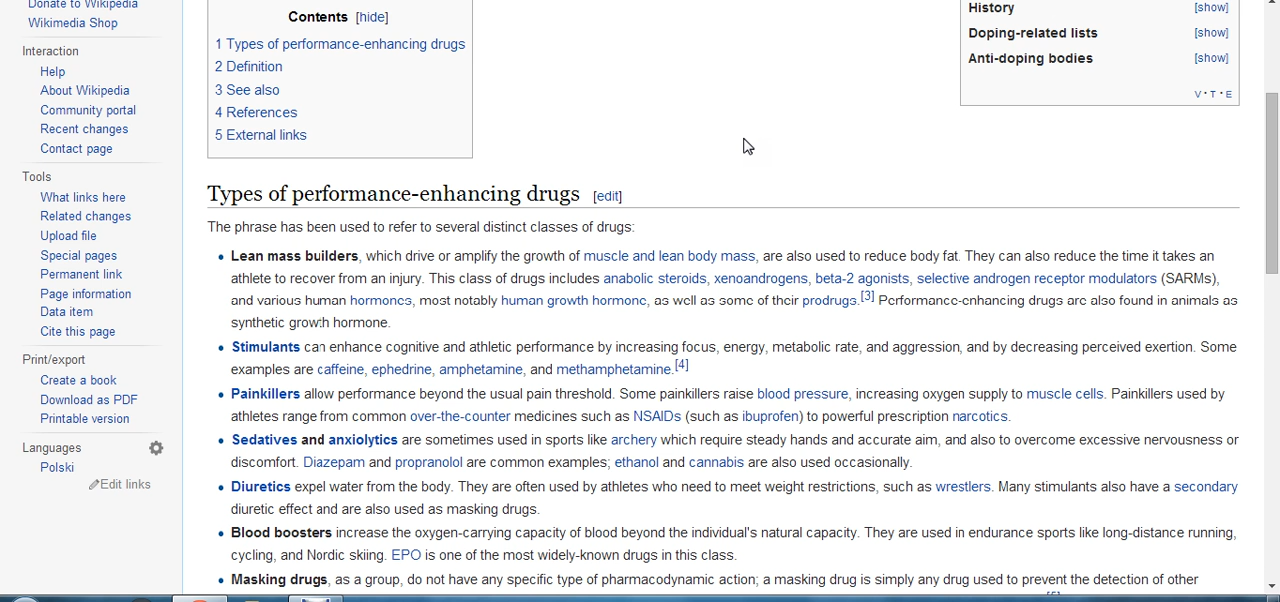 Donate to Wikipedia
Wikimedia Shop
Interaction
Help
About Wikipedia
Community portal
Recent changes
Contact page
Tools
What links here
Related changes
Upload file
Special pages
Permanent link
Page information
Data item
Cite this page
Print/export
Create a book
Download as PDF
Printable version
Languages
Polski
Edit links
Contents [hide]
1 Types of performance-enhancing drugs
2 Definition
3 See also
4 References
5 External links
History [show]
Doping-related lists [show]
Anti-doping bodies [show]
V · T · E
Types of performance-enhancing drugs [edit]
The phrase has been used to refer to several distinct classes of drugs:
• Lean mass builders, which drive or amplify the growth of muscle and lean body mass, are also used to reduce body fat. They can also reduce the time it takes an
athlete to recover from an injury. This class of drugs includes anabolic steroids, xenoandrogens, beta-2 agonists, selective androgen receptor modulators (SARMs),
and various human hormones, most notably human growth hormone, as well as some of their prodrugs.[3] Performance-enhancing drugs are also found in animals as
synthetic growth hormone.
• Stimulants can enhance cognitive and athletic performance by increasing focus, energy, metabolic rate, and aggression, and by decreasing perceived exertion. Some
examples are caffeine, ephedrine, amphetamine, and methamphetamine.[4]
• Painkillers allow performance beyond the usual pain threshold. Some painkillers raise blood pressure, increasing oxygen supply to muscle cells. Painkillers used by
athletes range from common over-the-counter medicines such as NSAIDs (such as ibuprofen) to powerful prescription narcotics.
• Sedatives and anxiolytics are sometimes used in sports like archery which require steady hands and accurate aim, and also to overcome excessive nervousness or
discomfort. Diazepam and propranolol are common examples; ethanol and cannabis are also used occasionally.
• Diuretics expel water from the body. They are often used by athletes who need to meet weight restrictions, such as wrestlers. Many stimulants also have a secondary
diuretic effect and are also used as masking drugs.
• Blood boosters increase the oxygen-carrying capacity of blood beyond the individual's natural capacity. They are used in endurance sports like long-distance running,
cycling, and Nordic skiing. EPO is one of the most widely-known drugs in this class.
• Masking drugs, as a group, do not have any specific type of pharmacodynamic action; a masking drug is simply any drug used to prevent the detection of other